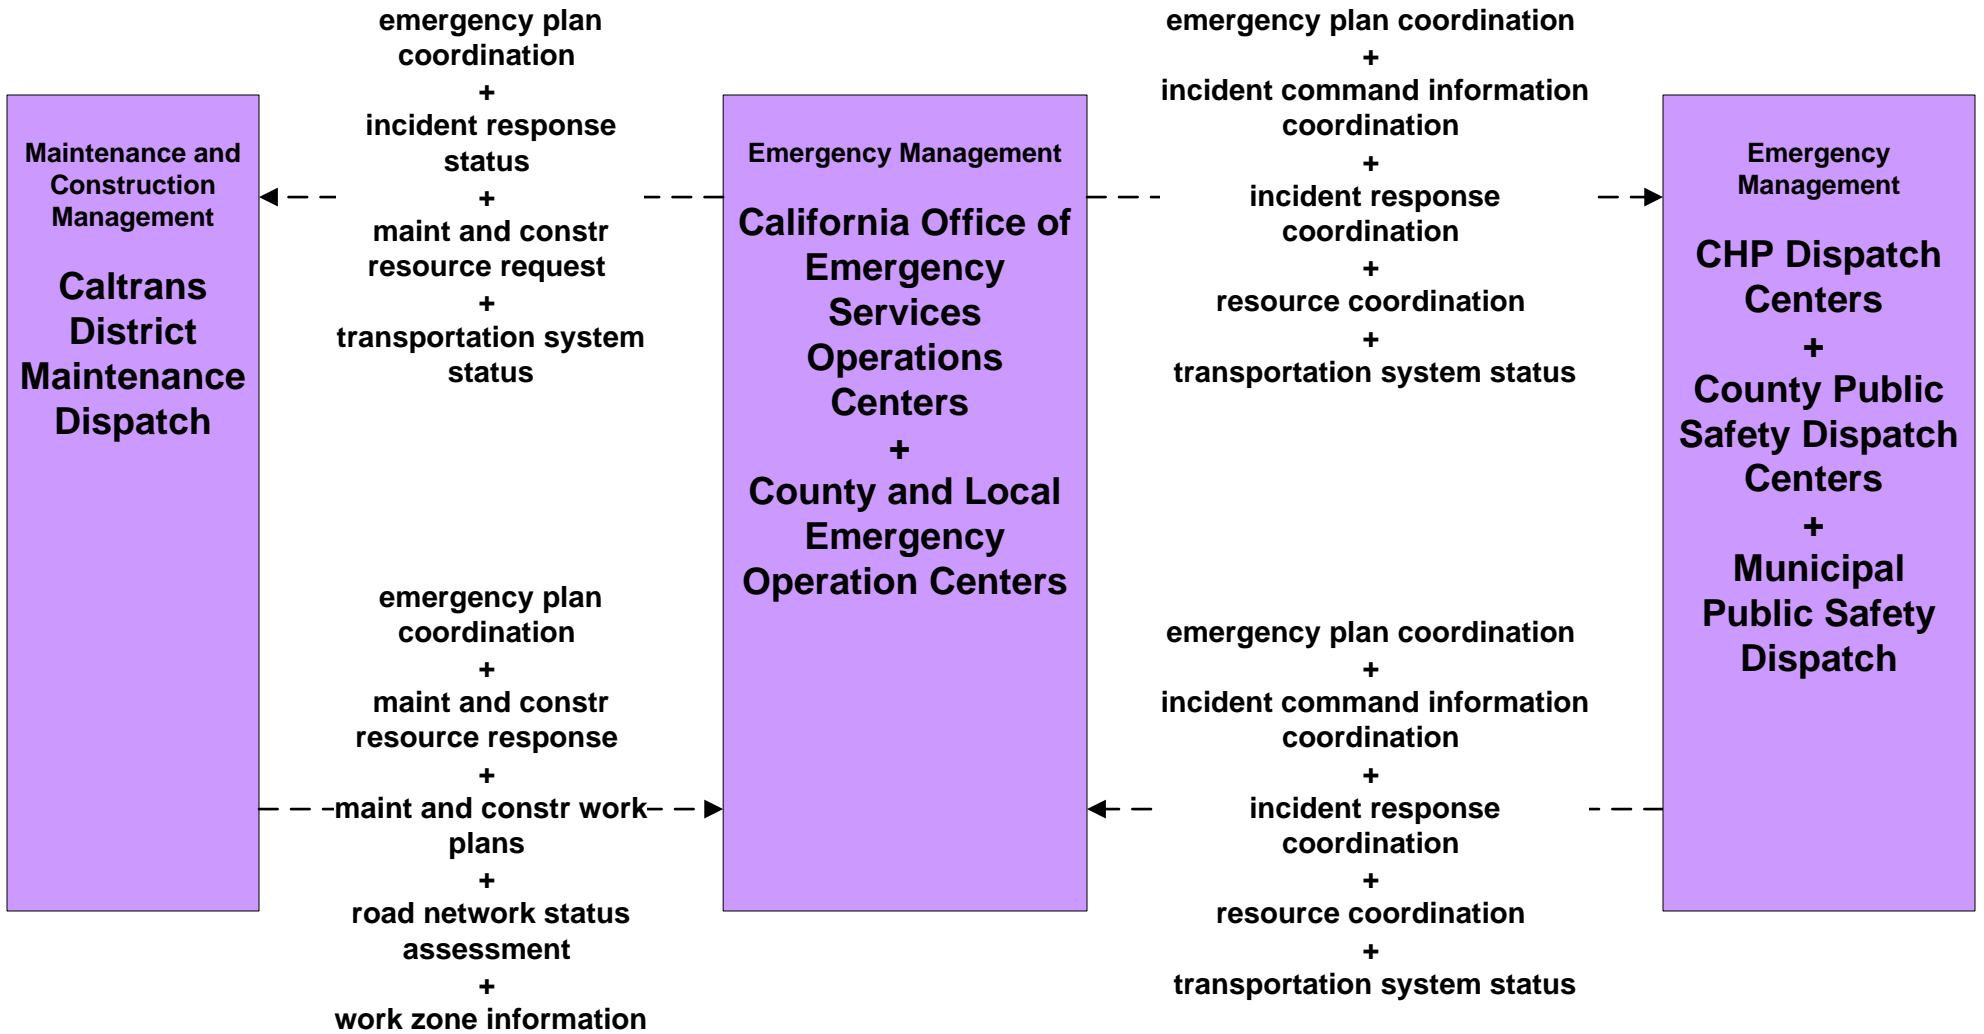 Maintenance and
Construction
Management
Caltrans
District
Maintenance
Dispatch
emergency plan
coordination
+
incident response
status
+
maint and constr
resource request
+
transportation system
status
emergency plan
coordination
+
maint and constr
resource response
+
maint and constr work
plans
+
road network status
assessment
+
work zone information
Emergency Management
California Office of
Emergency
Services
Operations
Centers
+
County and Local
Emergency
Operation Centers
emergency plan coordination
+
incident command information
coordination
+
incident response
coordination
+
resource coordination
+
transportation system status
emergency plan coordination
+
incident command information
coordination
+
incident response
coordination
+
resource coordination
+
transportation system status
Emergency
Management
CHP Dispatch
Centers
+
County Public
Safety Dispatch
Centers
+
Municipal
Public Safety
Dispatch